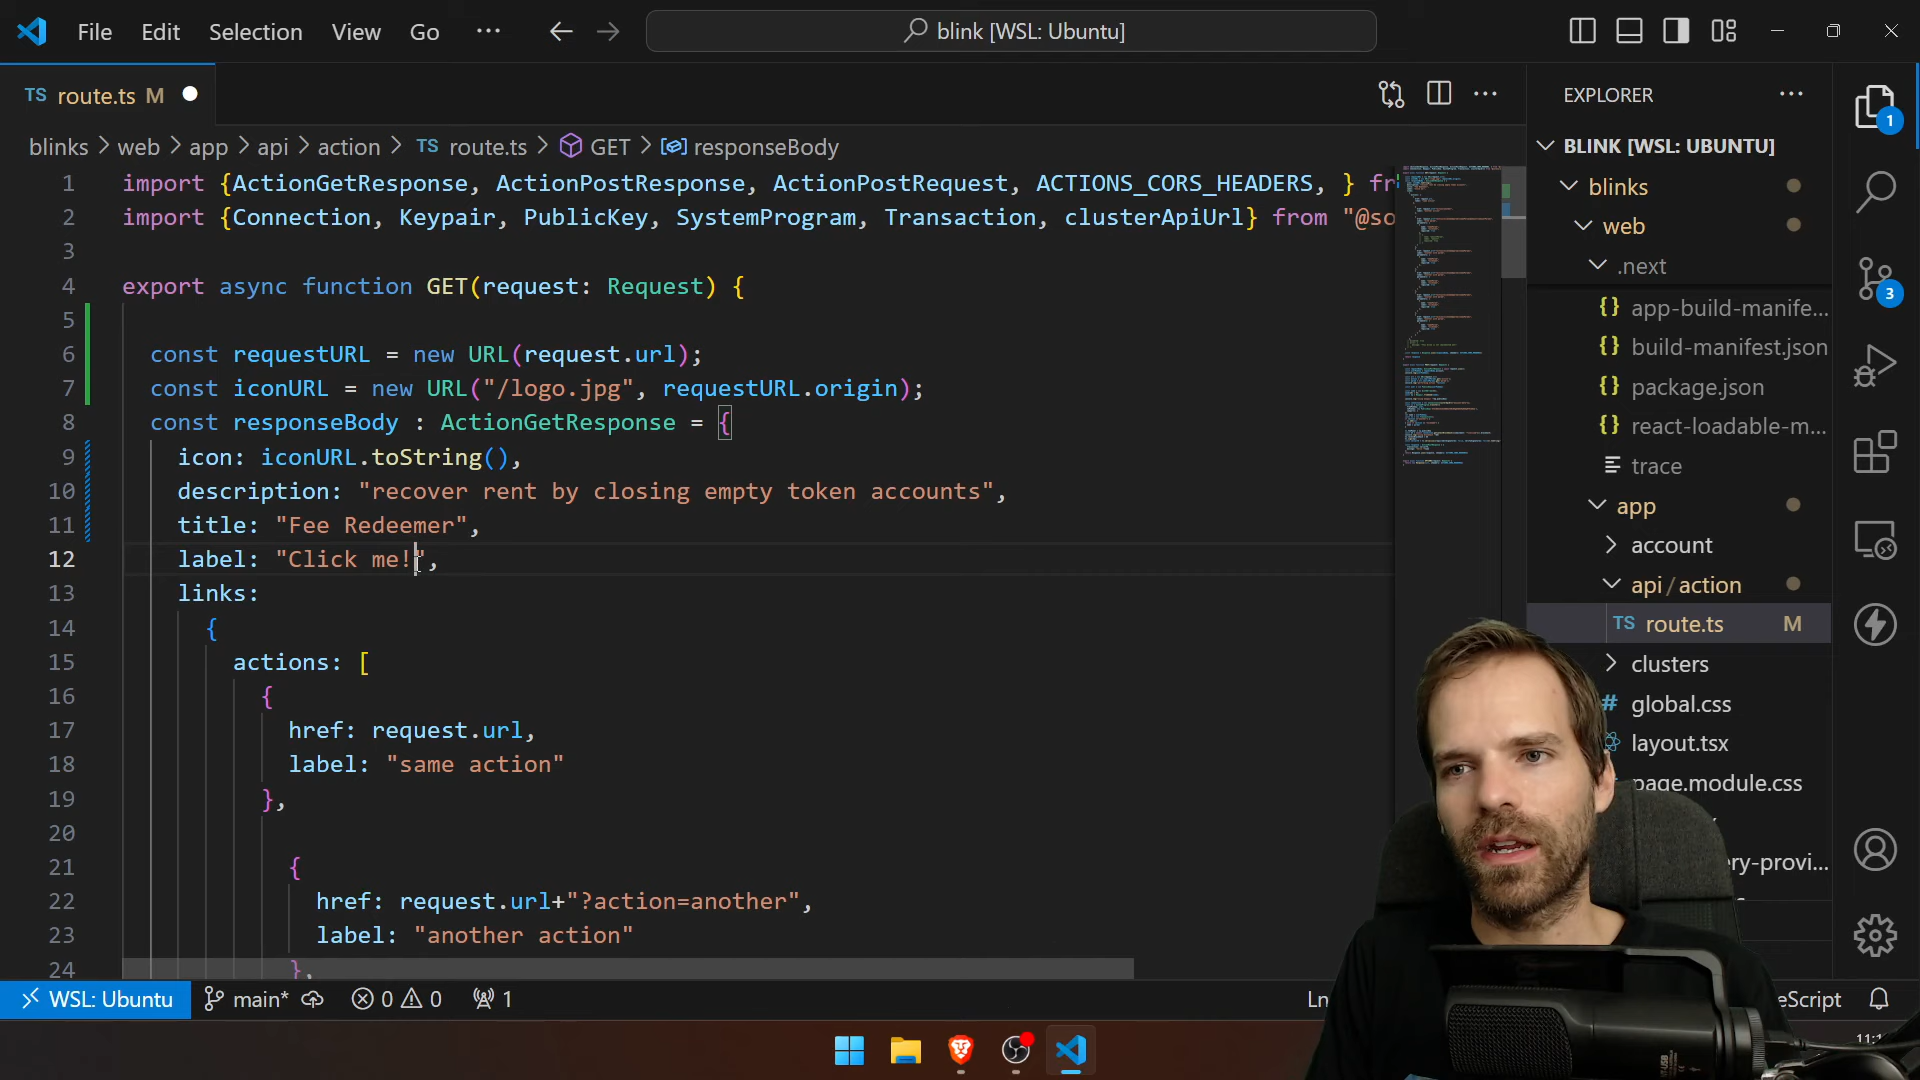 File Edit Selection View Go ··· blink [WSL: Ubuntu]
TS route.ts M
blinks > web > app > api > action > TS route.ts > GET > responseBody
1 import {ActionGetResponse, ActionPostResponse, ActionPostRequest, ACTIONS_CORS_HEADERS, } fr
2 import {Connection, Keypair, PublicKey, SystemProgram, Transaction, clusterApiUrl} from "@so
3
4 export async function GET(request: Request) {
5
6 const requestURL = new URL(request.url);
7 const iconURL = new URL("/logo.jpg", requestURL.origin);
8 const responseBody : ActionGetResponse = {
9 icon: iconURL.toString(),
10 description: "recover rent by closing empty token accounts",
11 title: "Fee Redeemer",
12 label: "Click me!",
13 links:
14 {
15 actions: [
16 {
17 href: request.url,
18 label: "same action"
19 },
20
21 {
22 href: request.url+"?action=another",
23 label: "another action"
24 },
EXPLORER
BLINK [WSL: UBUNTU]
blinks
web
.next
{} app-build-manife...
{} build-manifest.json
{} package.json
{} react-loadable-m...
trace
app
account
api / action
TS route.ts M
clusters
# global.css
layout.tsx
page.module.css
ery-provi...
1
3
WSL: Ubuntu main* 0 0 1 Ln eScript
11:1